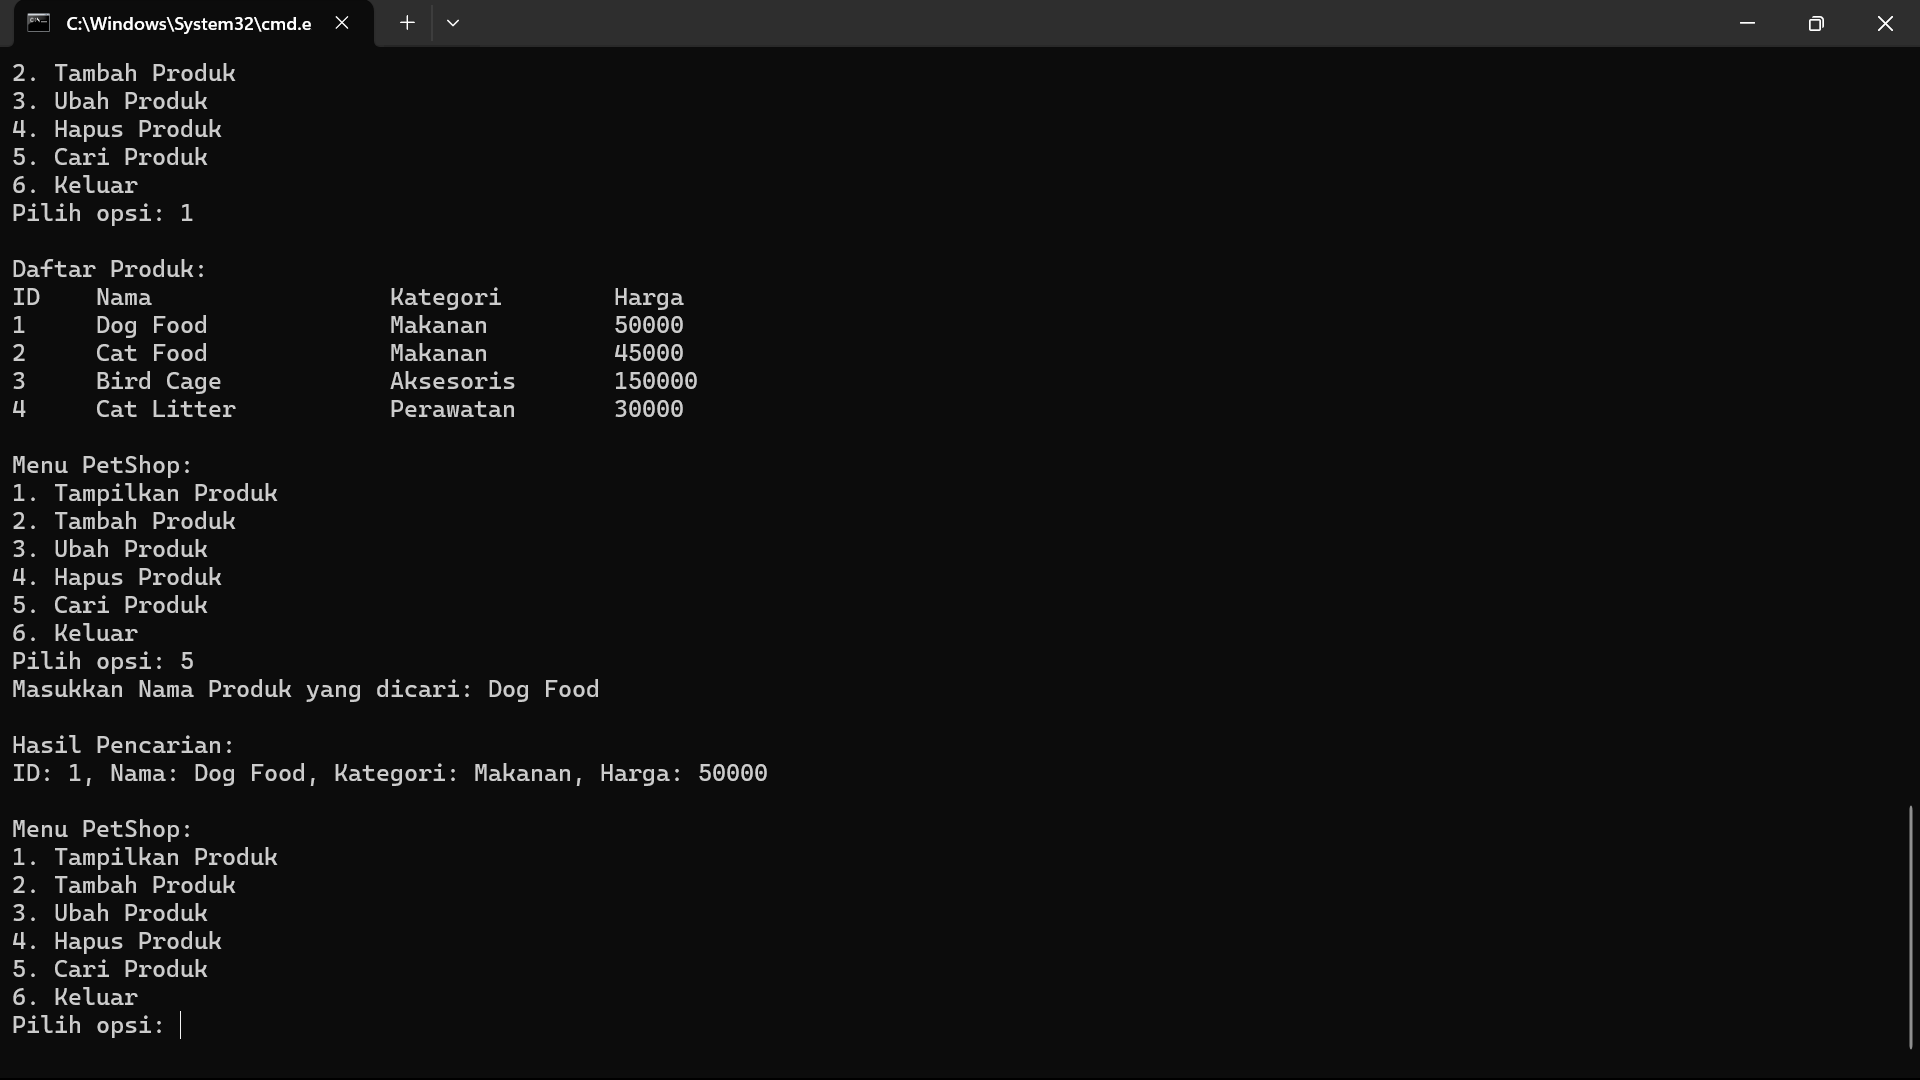 C:\Windows\System32\cmd.e
2. Tambah Produk
3. Ubah Produk
4. Hapus Produk
5. Cari Produk
6. Keluar
Pilih opsi: 1
Daftar Produk:
ID    Nama                 Kategori        Harga
1     Dog Food             Makanan         50000
2     Cat Food             Makanan         45000
3     Bird Cage            Aksesoris       150000
4     Cat Litter           Perawatan       30000
Menu PetShop:
1. Tampilkan Produk
2. Tambah Produk
3. Ubah Produk
4. Hapus Produk
5. Cari Produk
6. Keluar
Pilih opsi: 5
Masukkan Nama Produk yang dicari: Dog Food
Hasil Pencarian:
ID: 1, Nama: Dog Food, Kategori: Makanan, Harga: 50000
Menu PetShop:
1. Tampilkan Produk
2. Tambah Produk
3. Ubah Produk
4. Hapus Produk
5. Cari Produk
6. Keluar
Pilih opsi: